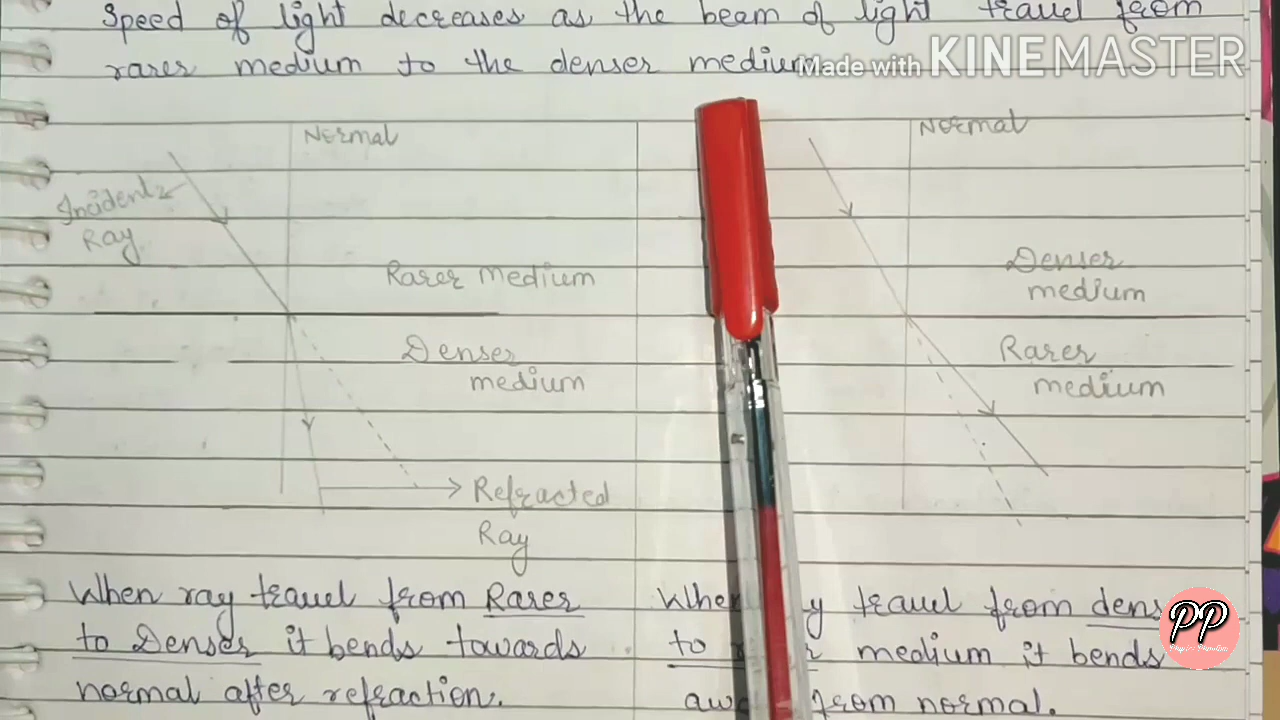 Speed of light decreases as the beam of light travel from
rarer medium to the denser medium
Made with KINEMASTER
Normal
Incident
Ray
Rarer medium
Denser
medium
Refracted
Ray
When ray travel from Rarer
to Denser it bends towards
normal after refraction.
Normal
Denser
medium
Rarer
medium
travel from
to medium it bends
from normal.
PP